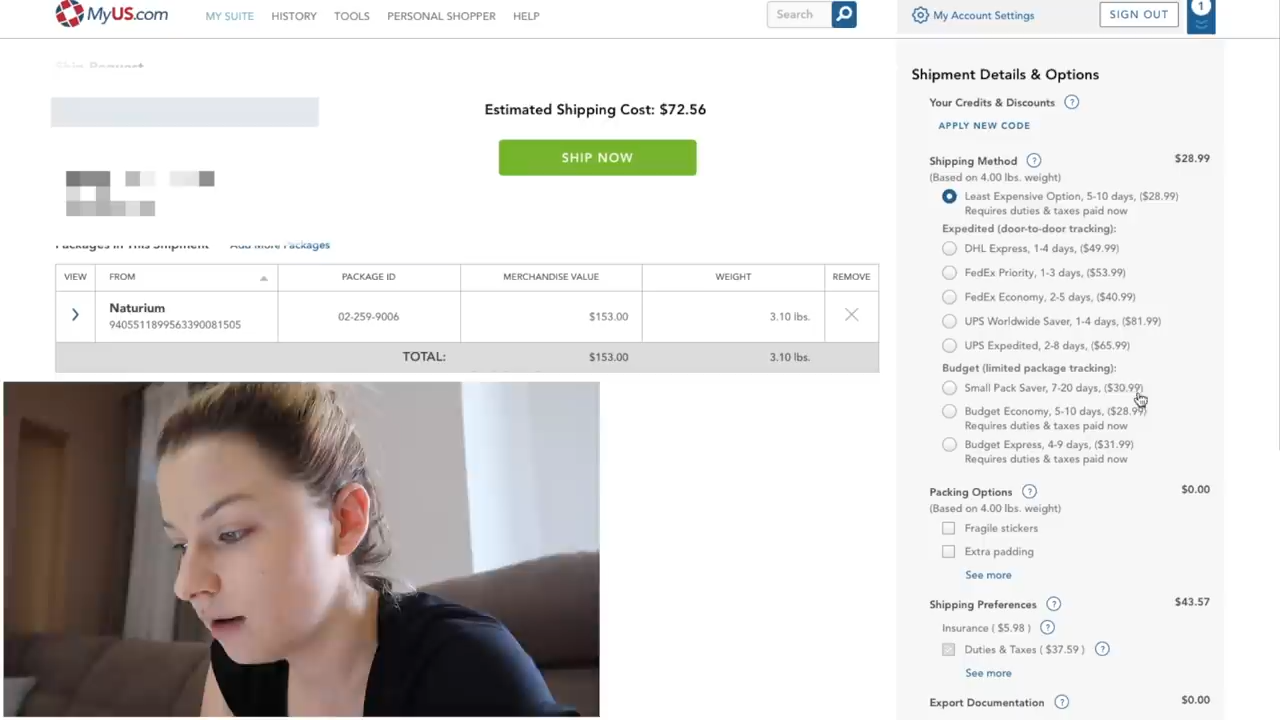 MyUS.com
MY SUITE
HISTORY
TOOLS
PERSONAL SHOPPER
HELP
Search
My Account Settings
SIGN OUT
1
Ship Request
Estimated Shipping Cost: $72.56
SHIP NOW
Packages In This Shipment
Add More Packages
VIEW FROM PACKAGE ID MERCHANDISE VALUE WEIGHT REMOVE
Naturium
9405511899563390081505
02-259-9006
$153.00
3.10 lbs.
TOTAL: $153.00 3.10 lbs.
Shipment Details & Options
Your Credits & Discounts ?
APPLY NEW CODE
Shipping Method ? $28.99
(Based on 4.00 lbs. weight)
Least Expensive Option, 5-10 days, ($28.99)
Requires duties & taxes paid now
Expedited (door-to-door tracking):
DHL Express, 1-4 days, ($49.99)
FedEx Priority, 1-3 days, ($53.99)
FedEx Economy, 2-5 days, ($40.99)
UPS Worldwide Saver, 1-4 days, ($81.99)
UPS Expedited, 2-8 days, ($65.99)
Budget (limited package tracking):
Small Pack Saver, 7-20 days, ($30.99)
Budget Economy, 5-10 days, ($28.99)
Requires duties & taxes paid now
Budget Express, 4-9 days, ($31.99)
Requires duties & taxes paid now
Packing Options ? $0.00
(Based on 4.00 lbs. weight)
Fragile stickers
Extra padding
See more
Shipping Preferences ? $43.57
Insurance ( $5.98 ) ?
Duties & Taxes ( $37.59 ) ?
See more
Export Documentation ? $0.00